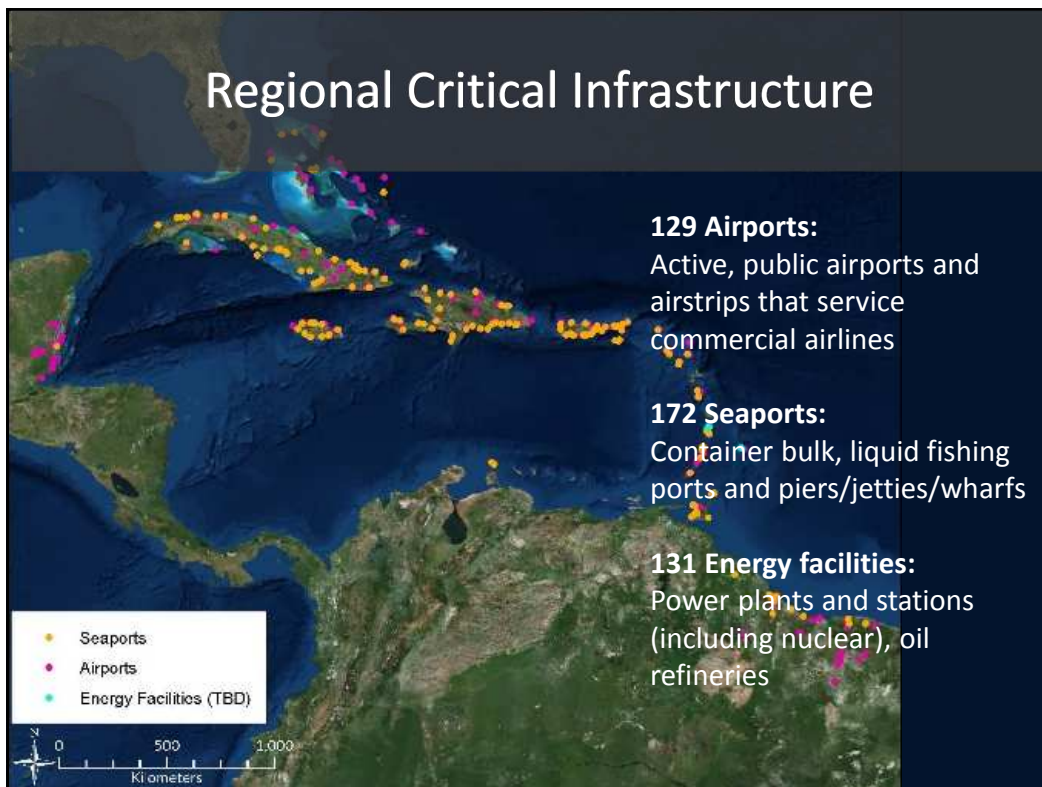 Regional Critical Infrastructure
129 Airports:
Active, public airports and
airstrips that service
commercial airlines
172 Seaports:
Container bulk, liquid fishing
ports and piers/jetties/wharfs
131 Energy facilities:
Power plants and stations
(including nuclear), oil
refineries
Seaports
Airports
Energy Facilities (TBD)
N
0 500 1,000
Kilometers